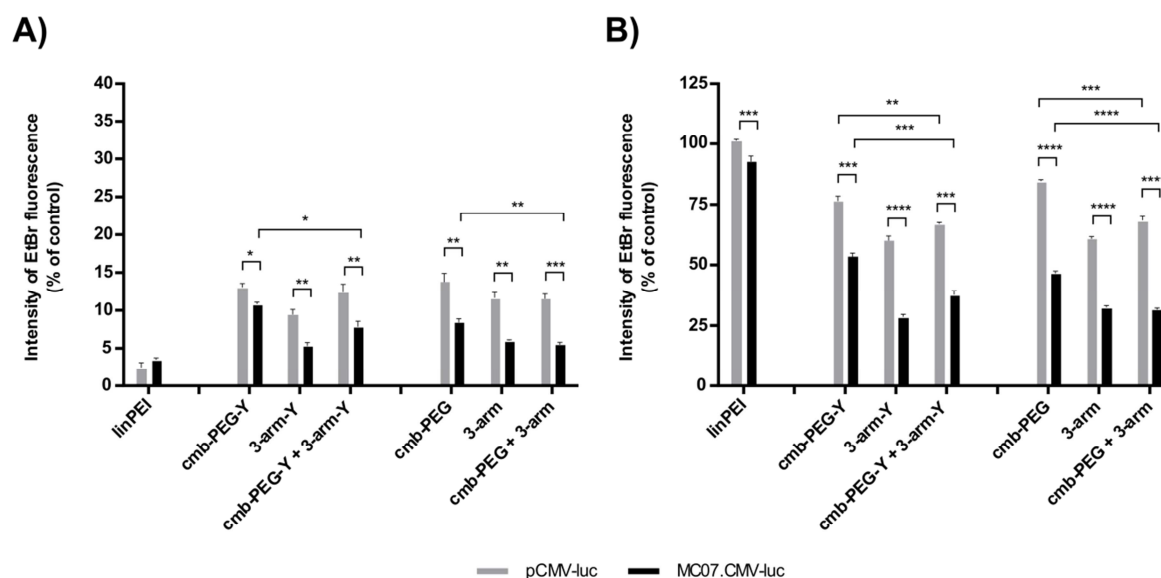 A)
Intensity of EtBr fluorescence
(% of control)
40
35
30
25
20
15
10
5
0
*
**
*
**
**
**
**
***
linPEI
cmb-PEG-Y
3-arm-Y
cmb-PEG-Y + 3-arm-Y
cmb-PEG
3-arm
cmb-PEG + 3-arm
B)
Intensity of EtBr fluorescence
(% of control)
125
100
75
50
25
0
***
****
**
***
***
****
***
****
***
****
****
linPEI
cmb-PEG-Y
3-arm-Y
cmb-PEG-Y + 3-arm-Y
cmb-PEG
3-arm
cmb-PEG + 3-arm
pCMV-luc
MC07.CMV-luc